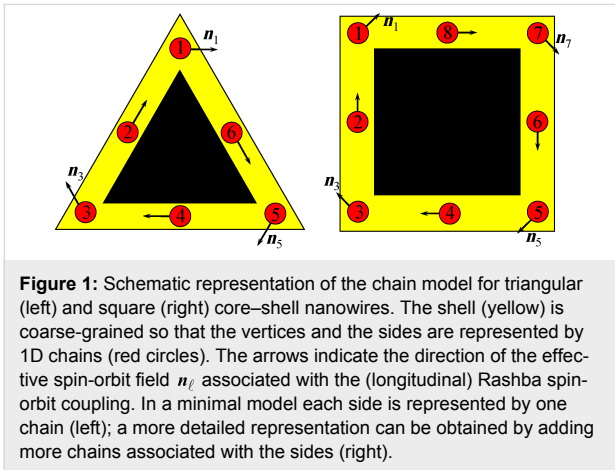 n₁
1
2
6
n₃
3
4
5
n₅
1
n₁
8
7
n₇
2
6
n₃
3
4
5
n₅
Figure 1: Schematic representation of the chain model for triangular
(left) and square (right) core–shell nanowires. The shell (yellow) is
coarse-grained so that the vertices and the sides are represented by
1D chains (red circles). The arrows indicate the direction of the effec-
tive spin-orbit field nℓ associated with the (longitudinal) Rashba spin-
orbit coupling. In a minimal model each side is represented by one
chain (left); a more detailed representation can be obtained by adding
more chains associated with the sides (right).